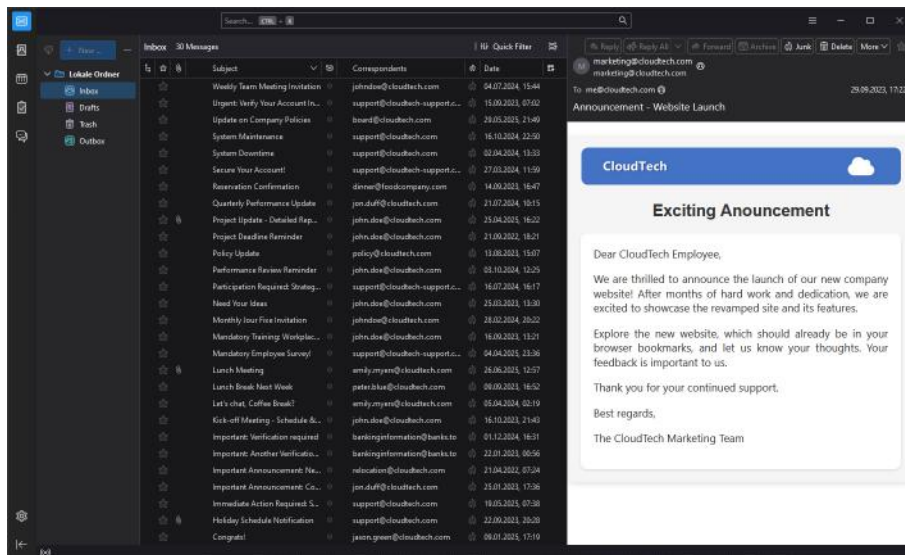 Search... CTRL + K
+ New ...
Lokale Ordner
Inbox
Drafts
Trash
Outbox
Inbox 30 Messages Quick Filter
Subject Correspondents Date
Weekly Team Meeting Invitation johndoe@cloudtech.com 04.07.2024, 15:44
Urgent: Verify Your Account In... support@cloudtech-support.c... 15.09.2023, 07:02
Update on Company Policies board@cloudtech.com 29.05.2025, 21:49
System Maintenance support@cloudtech.com 16.10.2024, 22:50
System Downtime support@cloudtech.com 02.04.2024, 13:33
Secure Your Account! support@cloudtech-support.c... 27.03.2024, 11:59
Reservation Confirmation dinner@foodcompany.com 14.09.2023, 16:47
Quarterly Performance Update jon.duff@cloudtech.com 21.07.2024, 10:15
Project Update - Detailed Rep... john.doe@cloudtech.com 25.04.2025, 16:22
Project Deadline Reminder john.doe@cloudtech.com 21.09.2022, 18:21
Policy Update policy@cloudtech.com 13.08.2023, 15:07
Performance Review Reminder john.doe@cloudtech.com 03.10.2024, 12:25
Participation Required: Strateg... support@cloudtech-support.c... 16.07.2024, 16:17
Need Your Ideas john.doe@cloudtech.com 25.03.2023, 13:30
Monthly Jour Fixe Invitation johndoe@cloudtech.com 28.02.2024, 20:22
Mandatory Training: Workplac... john.doe@cloudtech.com 16.09.2023, 13:21
Mandatory Employee Survey! support@cloudtech-support.c... 04.04.2025, 23:36
Lunch Meeting emily.myers@cloudtech.com 26.06.2025, 12:57
Lunch Break Next Week peter.blue@cloudtech.com 09.09.2023, 16:52
Let's chat, Coffee Break? emily.myers@cloudtech.com 05.04.2024, 02:19
Kick-off Meeting - Schedule &... john.doe@cloudtech.com 16.10.2023, 21:43
Important: Verification required bankinginformation@banks.to 01.12.2024, 16:31
Important: Another Verificatio... bankinginformation@banks.to 22.01.2023, 00:56
Important Announcement: Ne... relocation@cloudtech.com 21.04.2022, 07:24
Important Announcement: Co... jon.duff@cloudtech.com 25.01.2023, 17:36
Immediate Action Required: S... support@cloudtech.com 19.05.2025, 07:38
Holiday Schedule Notification support@cloudtech.com 22.09.2023, 20:20
Congrats! jason.green@cloudtech.com 09.01.2025, 17:19
Reply Reply All Forward Archive Junk Delete More
M marketing@cloudtech.com
marketing@cloudtech.com
To me@cloudtech.com 29.09.2023, 17:22
Announcement - Website Launch
CloudTech
Exciting Anouncement
Dear CloudTech Employee,
We are thrilled to announce the launch of our new company
website! After months of hard work and dedication, we are
excited to showcase the revamped site and its features.
Explore the new website, which should already be in your
browser bookmarks, and let us know your thoughts. Your
feedback is important to us.
Thank you for your continued support.
Best regards,
The CloudTech Marketing Team